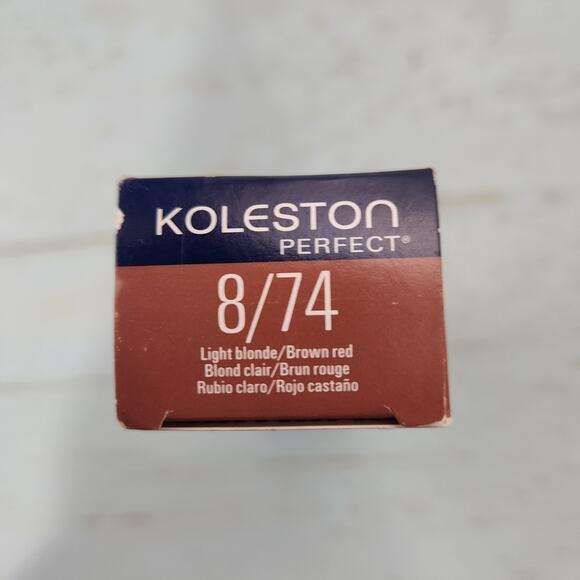 KOLESTON
PERFECT®
8/74
Light blonde/Brown red
Blond clair/Brun rouge
Rubio claro/Rojo castaño